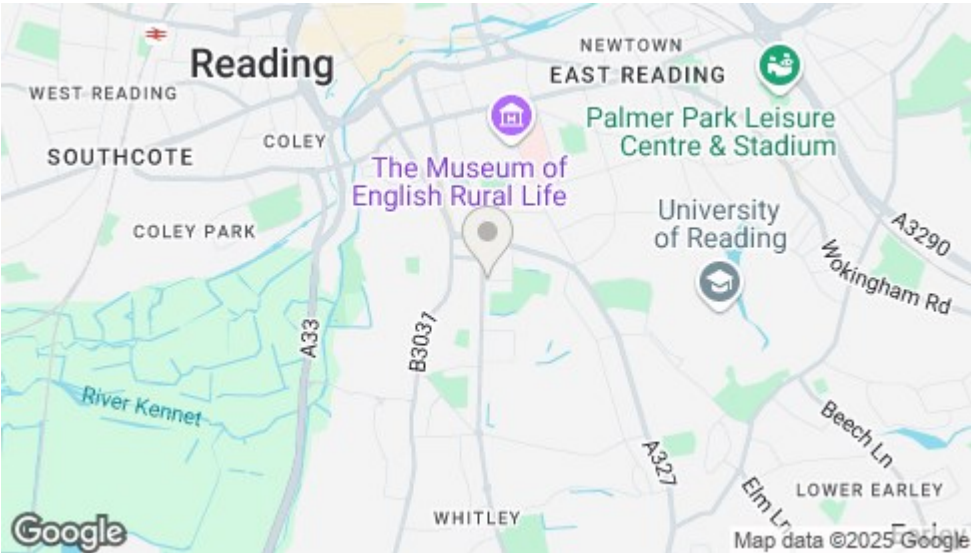 NEWTOWN
Reading
EAST READING
WEST READING
Palmer Park Leisure
Centre & Stadium
COLEY
SOUTHCOTE
The Museum of
English Rural Life
University
of Reading
A3290
COLEY PARK
Wokingham Rd
A33
B3031
River Kennet
Beech Ln
A327
Elm Ln
LOWER EARLEY
WHITLEY
Earley
Google
Map data ©2025 Google